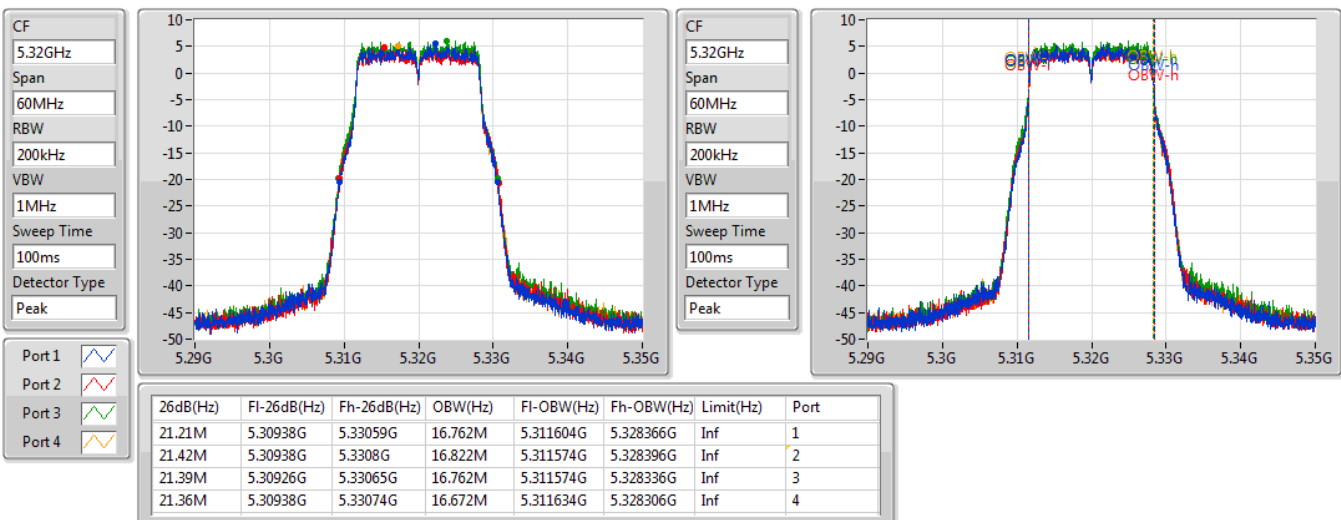 CF
5.32GHz
Span
60MHz
RBW
200kHz
VBW
1MHz
Sweep Time
100ms
Detector Type
Peak
10
5
0
-5
-10
-15
-20
-25
-30
-35
-40
-45
-50
5.29G 5.3G 5.31G 5.32G 5.33G 5.34G 5.35G
CF
5.32GHz
Span
60MHz
RBW
200kHz
VBW
1MHz
Sweep Time
100ms
Detector Type
Peak
10
5
0
-5
-10
-15
-20
-25
-30
-35
-40
-45
-50
OBW-h
OBW-h
5.29G 5.3G 5.31G 5.32G 5.33G 5.34G 5.35G
Port 1
Port 2
Port 3
Port 4
26dB(Hz) Fl-26dB(Hz) Fh-26dB(Hz) OBW(Hz) Fl-OBW(Hz) Fh-OBW(Hz) Limit(Hz) Port
21.21M 5.30938G 5.33059G 16.762M 5.311604G 5.328366G Inf 1
21.42M 5.30938G 5.3308G 16.822M 5.311574G 5.328396G Inf 2
21.39M 5.30926G 5.33065G 16.762M 5.311574G 5.328336G Inf 3
21.36M 5.30938G 5.33074G 16.672M 5.311634G 5.328306G Inf 4